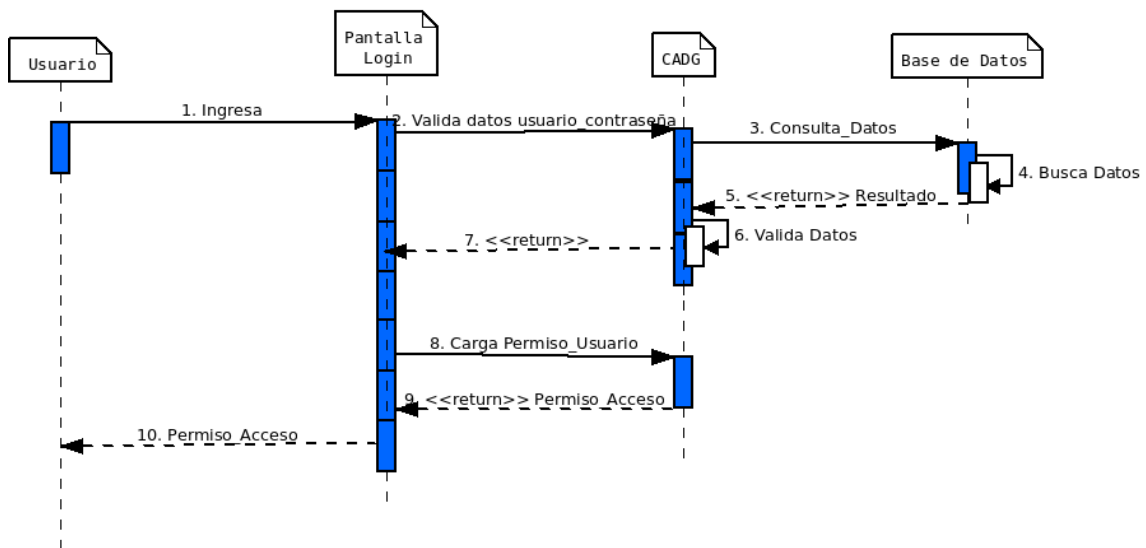 Usuario
Pantalla
Login
CADG
Base de Datos
1. Ingresa
2. Valida datos usuario_contraseña
3. Consulta_Datos
4. Busca Datos
5. <<return>> Resultado
6. Valida Datos
7. <<return>>
8. Carga Permiso_Usuario
9. <<return>> Permiso_Acceso
10. Permiso_Acceso